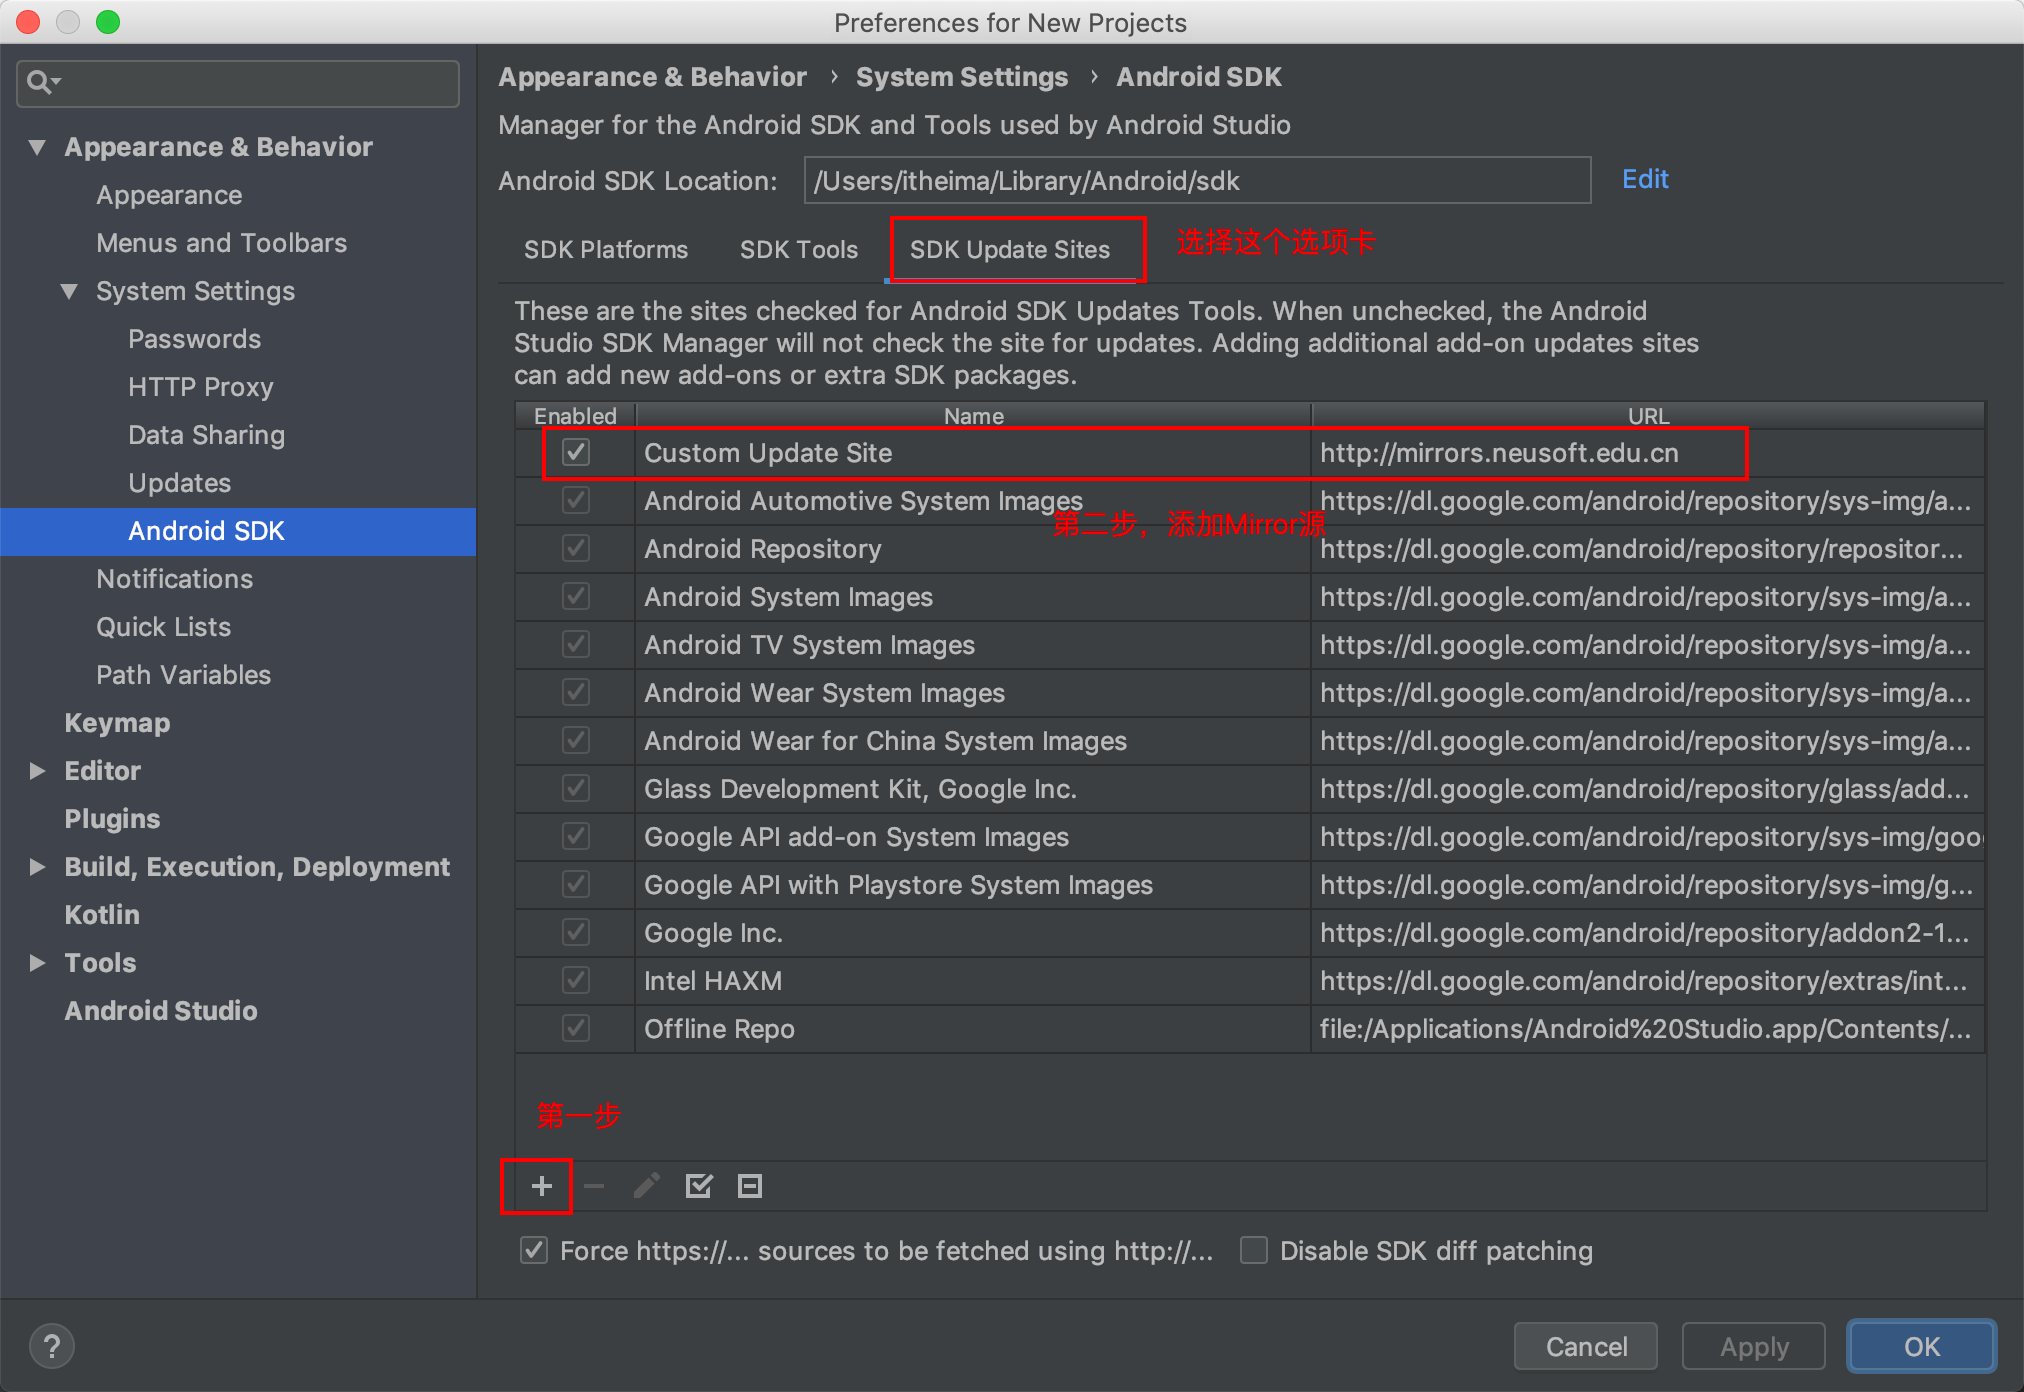 Preferences for New Projects
Appearance & Behavior
Appearance
Menus and Toolbars
System Settings
Passwords
HTTP Proxy
Data Sharing
Updates
Android SDK
Notifications
Quick Lists
Path Variables
Keymap
Editor
Plugins
Build, Execution, Deployment
Kotlin
Tools
Android Studio
Appearance & Behavior › System Settings › Android SDK
Manager for the Android SDK and Tools used by Android Studio
Android SDK Location: /Users/itheima/Library/Android/sdk Edit
SDK Platforms SDK Tools SDK Update Sites 选择这个选项卡
These are the sites checked for Android SDK Updates Tools. When unchecked, the Android
Studio SDK Manager will not check the site for updates. Adding additional add-on updates sites
can add new add-ons or extra SDK packages.
Enabled Name URL
Custom Update Site http://mirrors.neusoft.edu.cn
Android Automotive System Images https://dl.google.com/android/repository/sys-img/a...
第二步，添加Mirror源
Android Repository https://dl.google.com/android/repository/repositor...
Android System Images https://dl.google.com/android/repository/sys-img/a...
Android TV System Images https://dl.google.com/android/repository/sys-img/a...
Android Wear System Images https://dl.google.com/android/repository/sys-img/a...
Android Wear for China System Images https://dl.google.com/android/repository/sys-img/a...
Glass Development Kit, Google Inc. https://dl.google.com/android/repository/glass/add...
Google API add-on System Images https://dl.google.com/android/repository/sys-img/goo
Google API with Playstore System Images https://dl.google.com/android/repository/sys-img/g...
Google Inc. https://dl.google.com/android/repository/addon2-1...
Intel HAXM https://dl.google.com/android/repository/extras/int...
Offline Repo file:/Applications/Android%20Studio.app/Contents/...
第一步
Force https://... sources to be fetched using http://... Disable SDK diff patching
? Cancel Apply OK